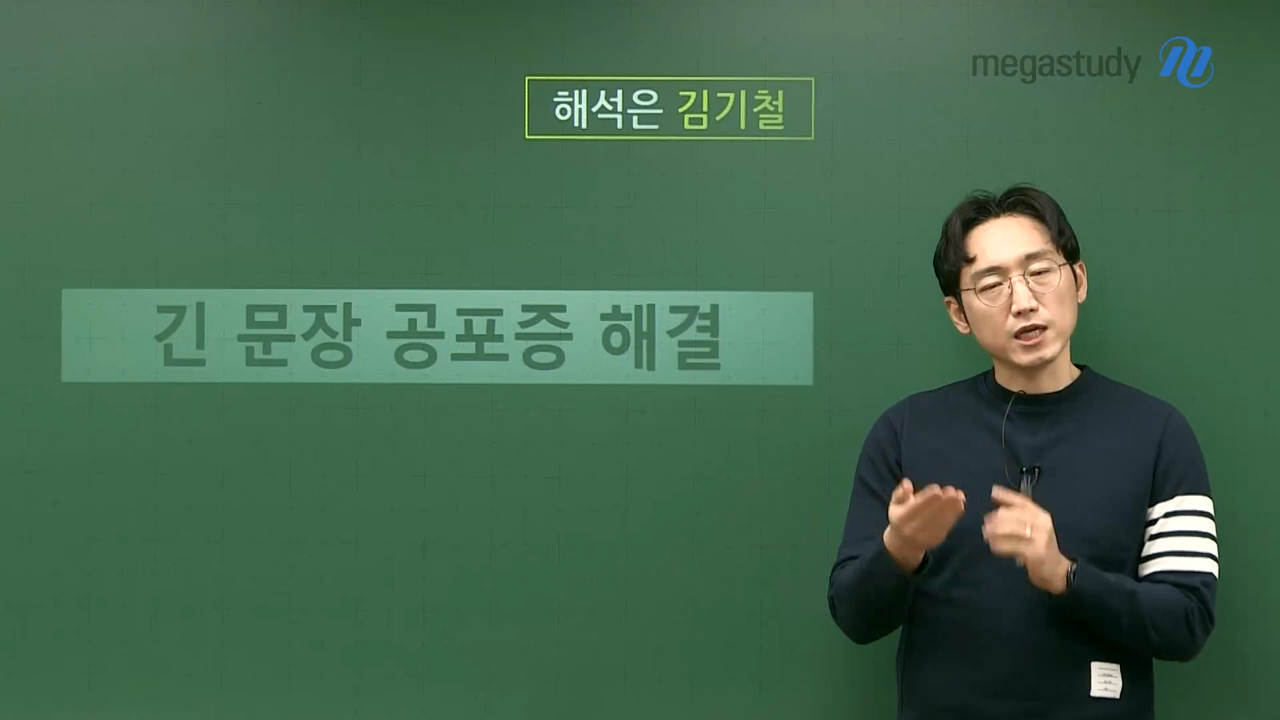 megastudy
해석은 김기철
긴 문장 공포증 해결